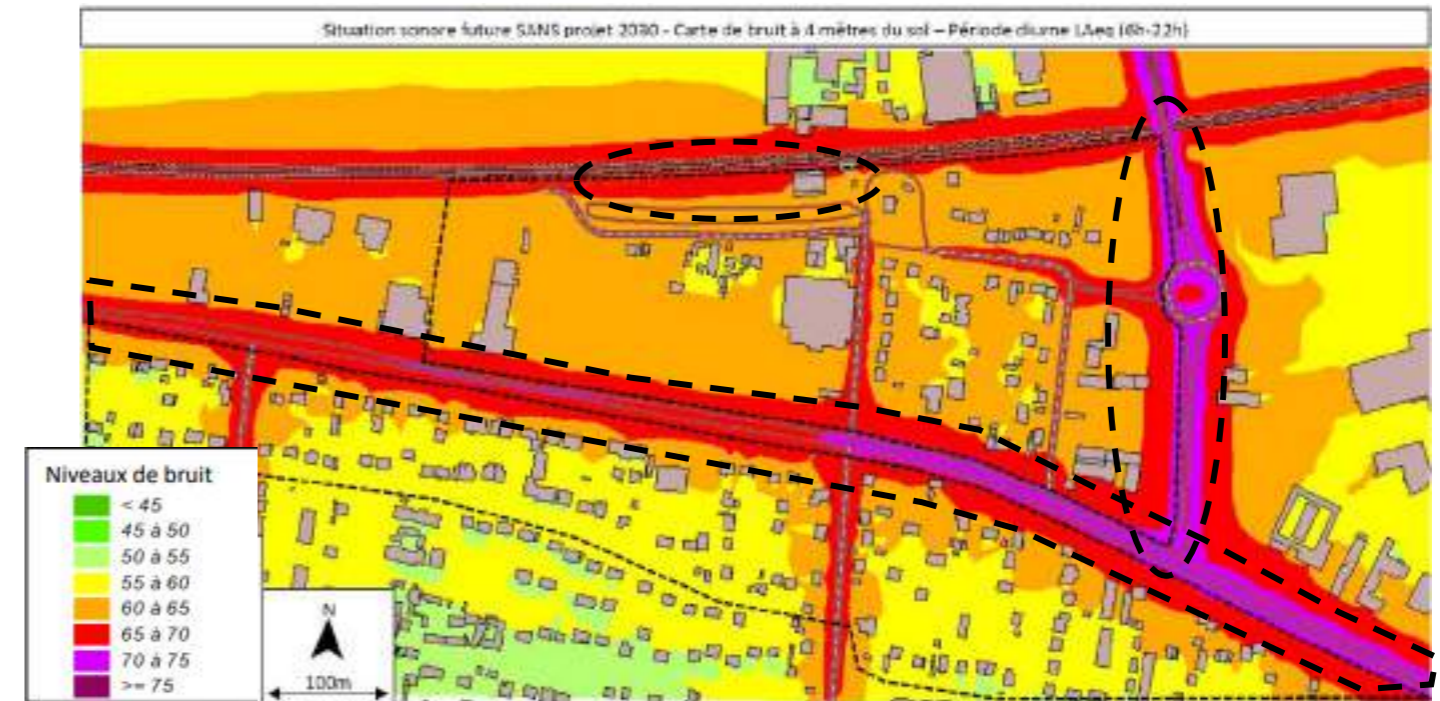 Situation sonore future SANS projet 2030 - Carte de bruit à 4 mètres du sol – Période diurne LAeq (6h-22h)
Niveaux de bruit
< 45
45 à 50
50 à 55
55 à 60
60 à 65
65 à 70
70 à 75
>= 75
N
100m